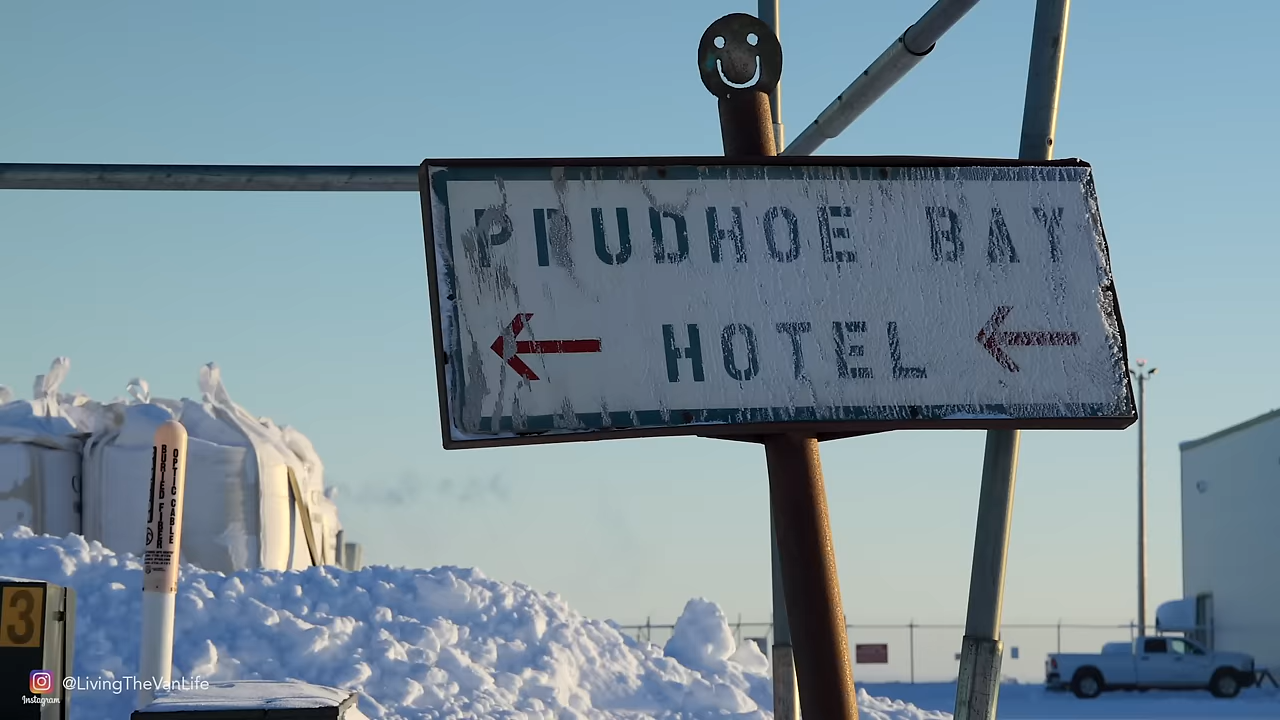 PRUDHOE BAY
HOTEL
BURIED FIBER
OPTIC CABLE
3
Instagram
@LivingTheVanLife